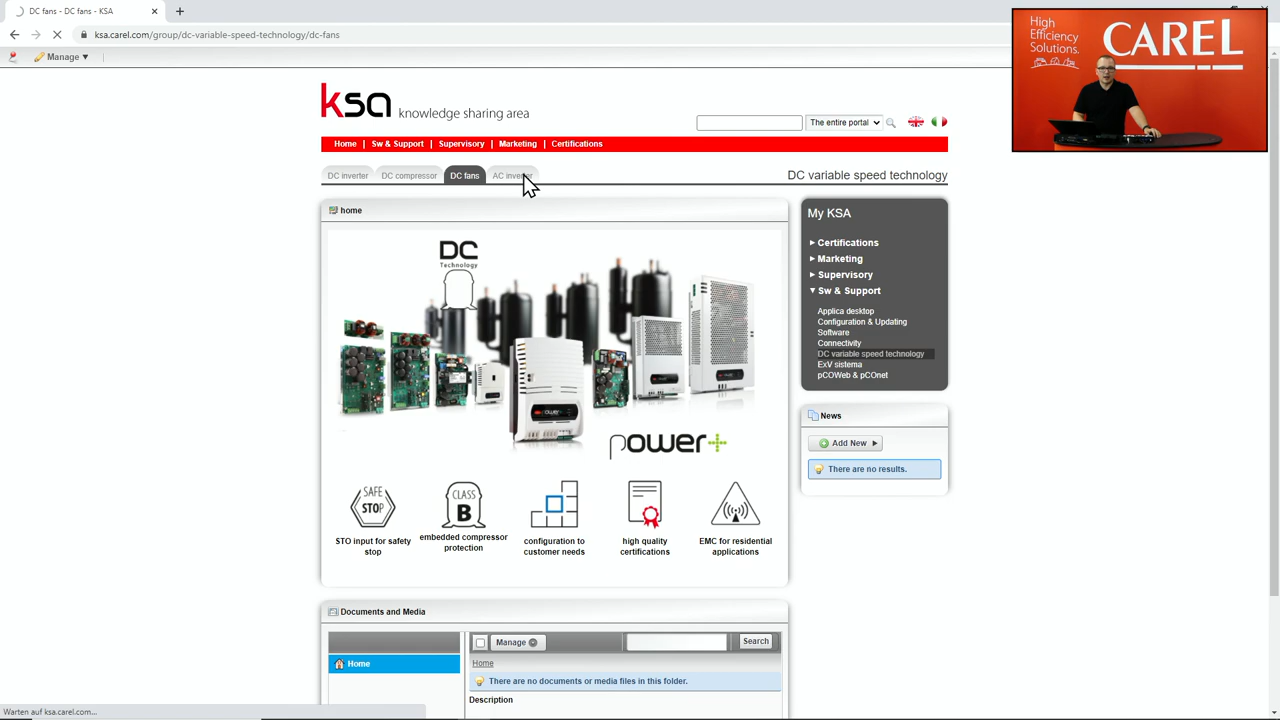 DC fans - DC fans - KSA
ksa.carel.com/group/dc-variable-speed-technology/dc-fans
Manage
High
Efficiency
Solutions.
CAREL
ksa knowledge sharing area
The entire portal
Home | Sw & Support | Supervisory | Marketing | Certifications
DC inverter DC compressor DC fans AC inverter
DC variable speed technology
home
DC
Technology
power+
SAFE
STOP
CLASS
B
STO input for safety
stop
embedded compressor
protection
configuration to
customer needs
high quality
certifications
EMC for residential
applications
My KSA
Certifications
Marketing
Supervisory
Sw & Support
Applica desktop
Configuration & Updating
Software
Connectivity
DC variable speed technology
ExV sistema
pCOWeb & pCOnet
News
Add New
There are no results.
Documents and Media
Manage
Search
Home
Home
There are no documents or media files in this folder.
Description
Warten auf ksa.carel.com...